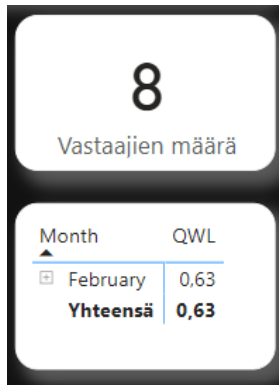 8
Vastaajien määrä
Month QWL
February 0,63
Yhteensä 0,63